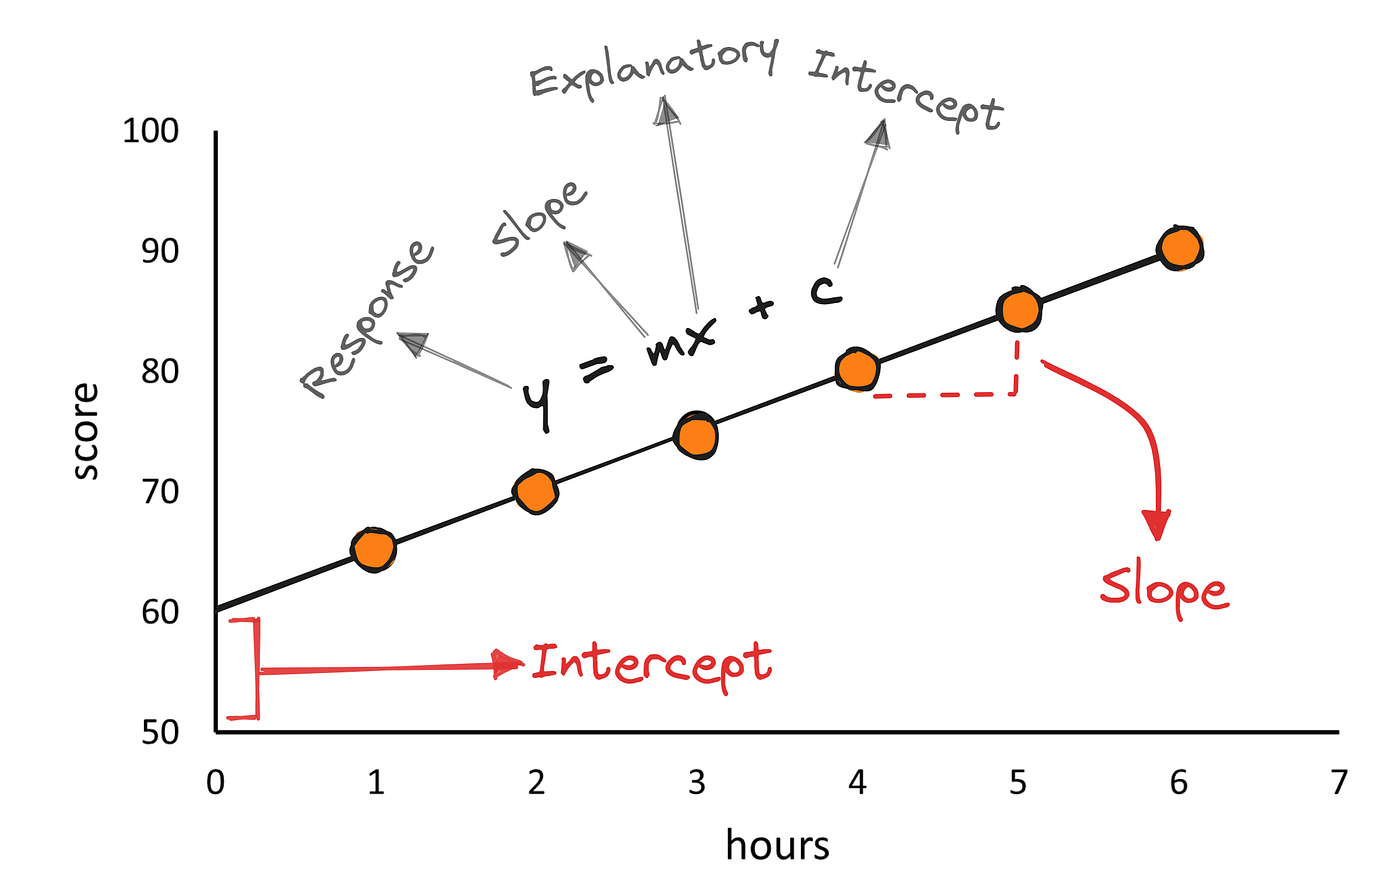 Explanatory Intercept
Slope
Response
y = mx + c
100
90
80
70
60
50
score
Slope
Intercept
0 1 2 3 4 5 6 7
hours